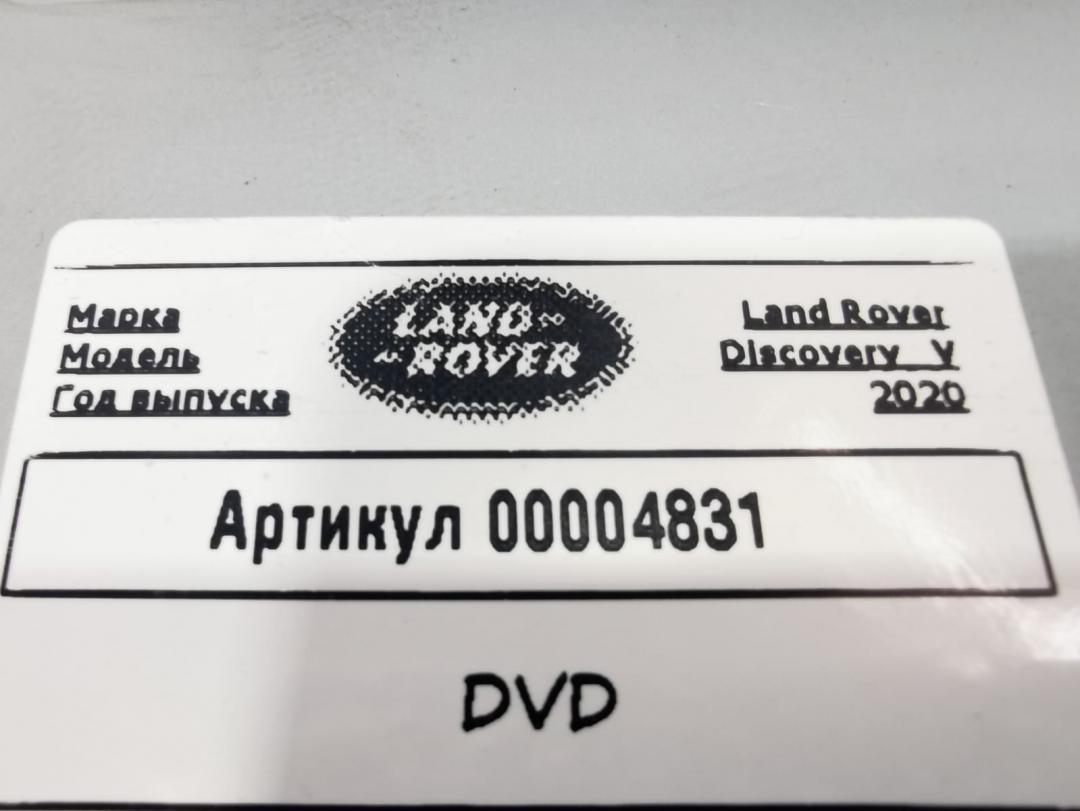 Марка
Модель
Год выпуска
LAND-
-ROVER
Land Rover
Discovery V
2020
Артикул 00004831
DVD